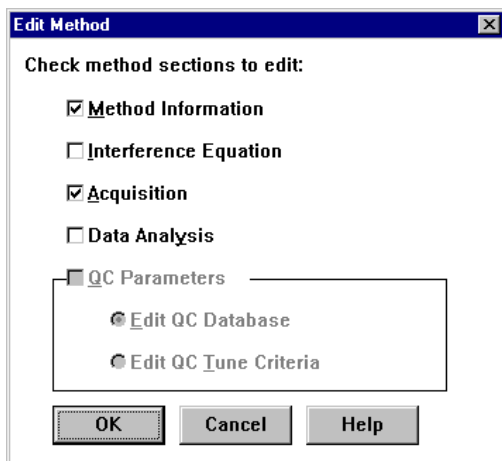 Edit Method
Check method sections to edit:
Method Information
Interference Equation
Acquisition
Data Analysis
QC Parameters
Edit QC Database
Edit QC Tune Criteria
OK Cancel Help